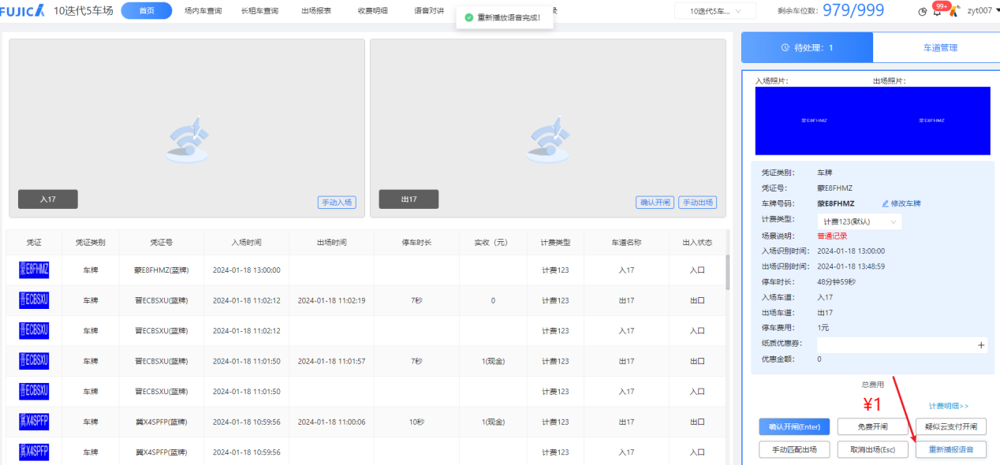 FUJICA 10迭代5车场 首页 场内车查询 长租车查询 出场报表 收费明细 语音对讲 重新播放语音完成! 录 10迭代5车... 剩余车位数: 979/999 99+ zyt007
待处理: 1 车道管理
入17 手动入场
出17 确认开闸 手动出场
凭证 凭证类别 凭证号 入场时间 出场时间 停车时长 实收（元） 计费类型 车道名称 出入状态
蒙E8FHMZ 车牌 蒙E8FHMZ(蓝牌) 2024-01-18 13:00:00 计费123 入17 入口
晋ECBSXU 车牌 晋ECBSXU(蓝牌) 2024-01-18 11:02:12 2024-01-18 11:02:19 7秒 0 计费123 出17 出口
晋ECBSXU 车牌 晋ECBSXU(蓝牌) 2024-01-18 11:02:12 计费123 入17 入口
晋ECBSXU 车牌 晋ECBSXU(蓝牌) 2024-01-18 11:01:50 2024-01-18 11:01:57 7秒 1(现金) 计费123 出17 出口
晋ECBSXU 车牌 晋ECBSXU(蓝牌) 2024-01-18 11:01:50 计费123 入17 入口
冀X4SPFP 车牌 冀X4SPFP(蓝牌) 2024-01-18 10:59:56 2024-01-18 11:00:06 10秒 1(现金) 计费123 出17 出口
冀X4SPFP 车牌 冀X4SPFP(蓝牌) 2024-01-18 10:59:56 计费123 入17 入口
入场照片: 出场照片:
蒙E8FHMZ 蒙E8FHMZ
凭证类别: 车牌
凭证号: 蒙E8FHMZ
车牌号码: 蒙E8FHMZ 修改车牌
计费类型: 计费123(默认)
场景说明: 普通记录
入场识别时间: 2024-01-18 13:00:00
出场识别时间: 2024-01-18 13:48:59
停车时长: 48分钟59秒
入场车道: 入17
出场车道: 出17
停车费用: 1元
纸质优惠券: +
优惠金额: 0
总费用
¥1 计费明细>>
确认开闸(Enter) 免费开闸 疑似云支付开闸
手动匹配出场 取消出场(Esc) 重新播报语音